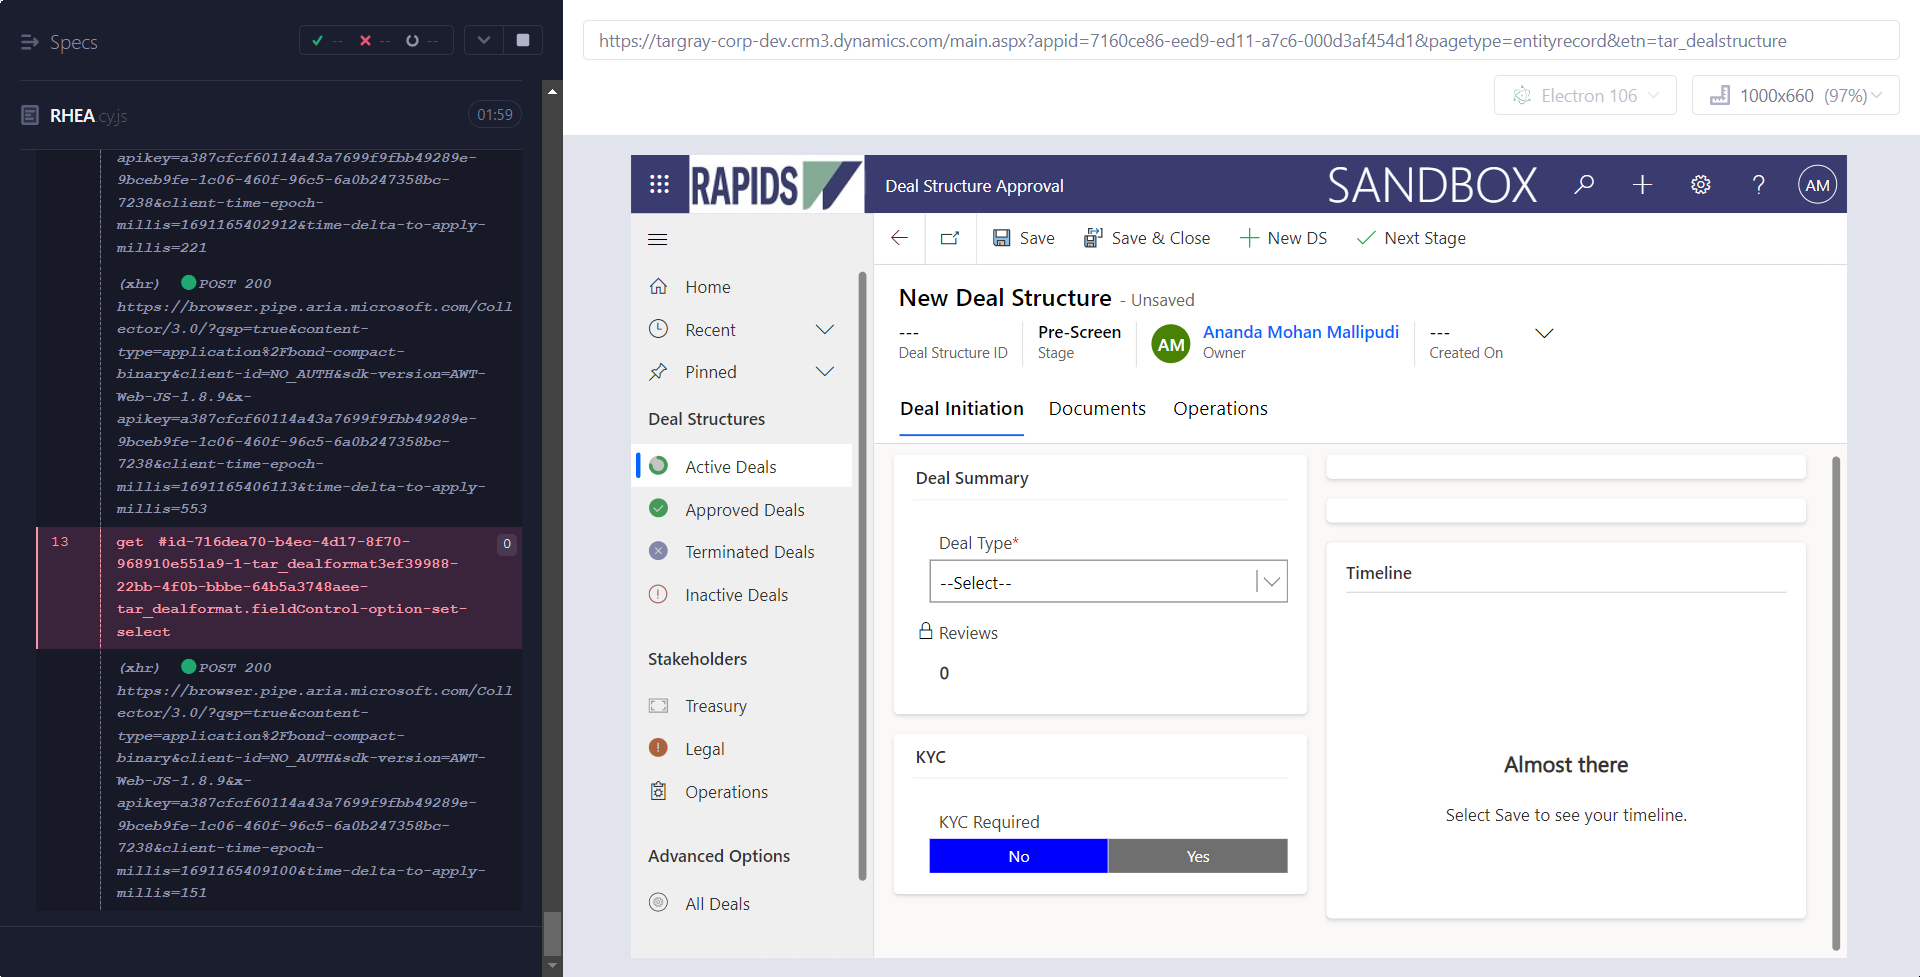 Specs
-- -- --
RHEA cy.js
01:59
apikey=a387cfcf60114a43a7699f9fbb49289e-
9bceb9fe-1c06-460f-96c5-6a0b247358bc-
7238&client-time-epoch-
millis=1691165402912&time-delta-to-apply-
millis=221
(xhr) POST 200
https://browser.pipe.aria.microsoft.com/Coll
ector/3.0/?qsp=true&content-
type=application%2Fbond-compact-
binary&client-id=NO_AUTH&sdk-version=AWT-
Web-JS-1.8.9&x-
apikey=a387cfcf60114a43a7699f9fbb49289e-
9bceb9fe-1c06-460f-96c5-6a0b247358bc-
7238&client-time-epoch-
millis=1691165406113&time-delta-to-apply-
millis=553
13 get #id-716dea70-b4ec-4d17-8f70- 0
968910e551a9-1-tar_dealformat3ef39988-
22bb-4f0b-bbbe-64b5a3748aee-
tar_dealformat.fieldControl-option-set-
select
(xhr) POST 200
https://browser.pipe.aria.microsoft.com/Coll
ector/3.0/?qsp=true&content-
type=application%2Fbond-compact-
binary&client-id=NO_AUTH&sdk-version=AWT-
Web-JS-1.8.9&x-
apikey=a387cfcf60114a43a7699f9fbb49289e-
9bceb9fe-1c06-460f-96c5-6a0b247358bc-
7238&client-time-epoch-
millis=1691165409100&time-delta-to-apply-
millis=151
https://targray-corp-dev.crm3.dynamics.com/main.aspx?appid=7160ce86-eed9-ed11-a7c6-000d3af454d1&pagetype=entityrecord&etn=tar_dealstructure
Electron 106
1000x660 (97%)
RAPIDS
Deal Structure Approval
SANDBOX
?
AM
Save
Save & Close
New DS
Next Stage
Home
Recent
Pinned
Deal Structures
Active Deals
Approved Deals
Terminated Deals
Inactive Deals
Stakeholders
Treasury
Legal
Operations
Advanced Options
All Deals
New Deal Structure - Unsaved
---
Deal Structure ID
Pre-Screen
Stage
AM
Ananda Mohan Mallipudi
Owner
---
Created On
Deal Initiation
Documents
Operations
Deal Summary
Deal Type*
--Select--
Reviews
0
KYC
KYC Required
No
Yes
Timeline
Almost there
Select Save to see your timeline.